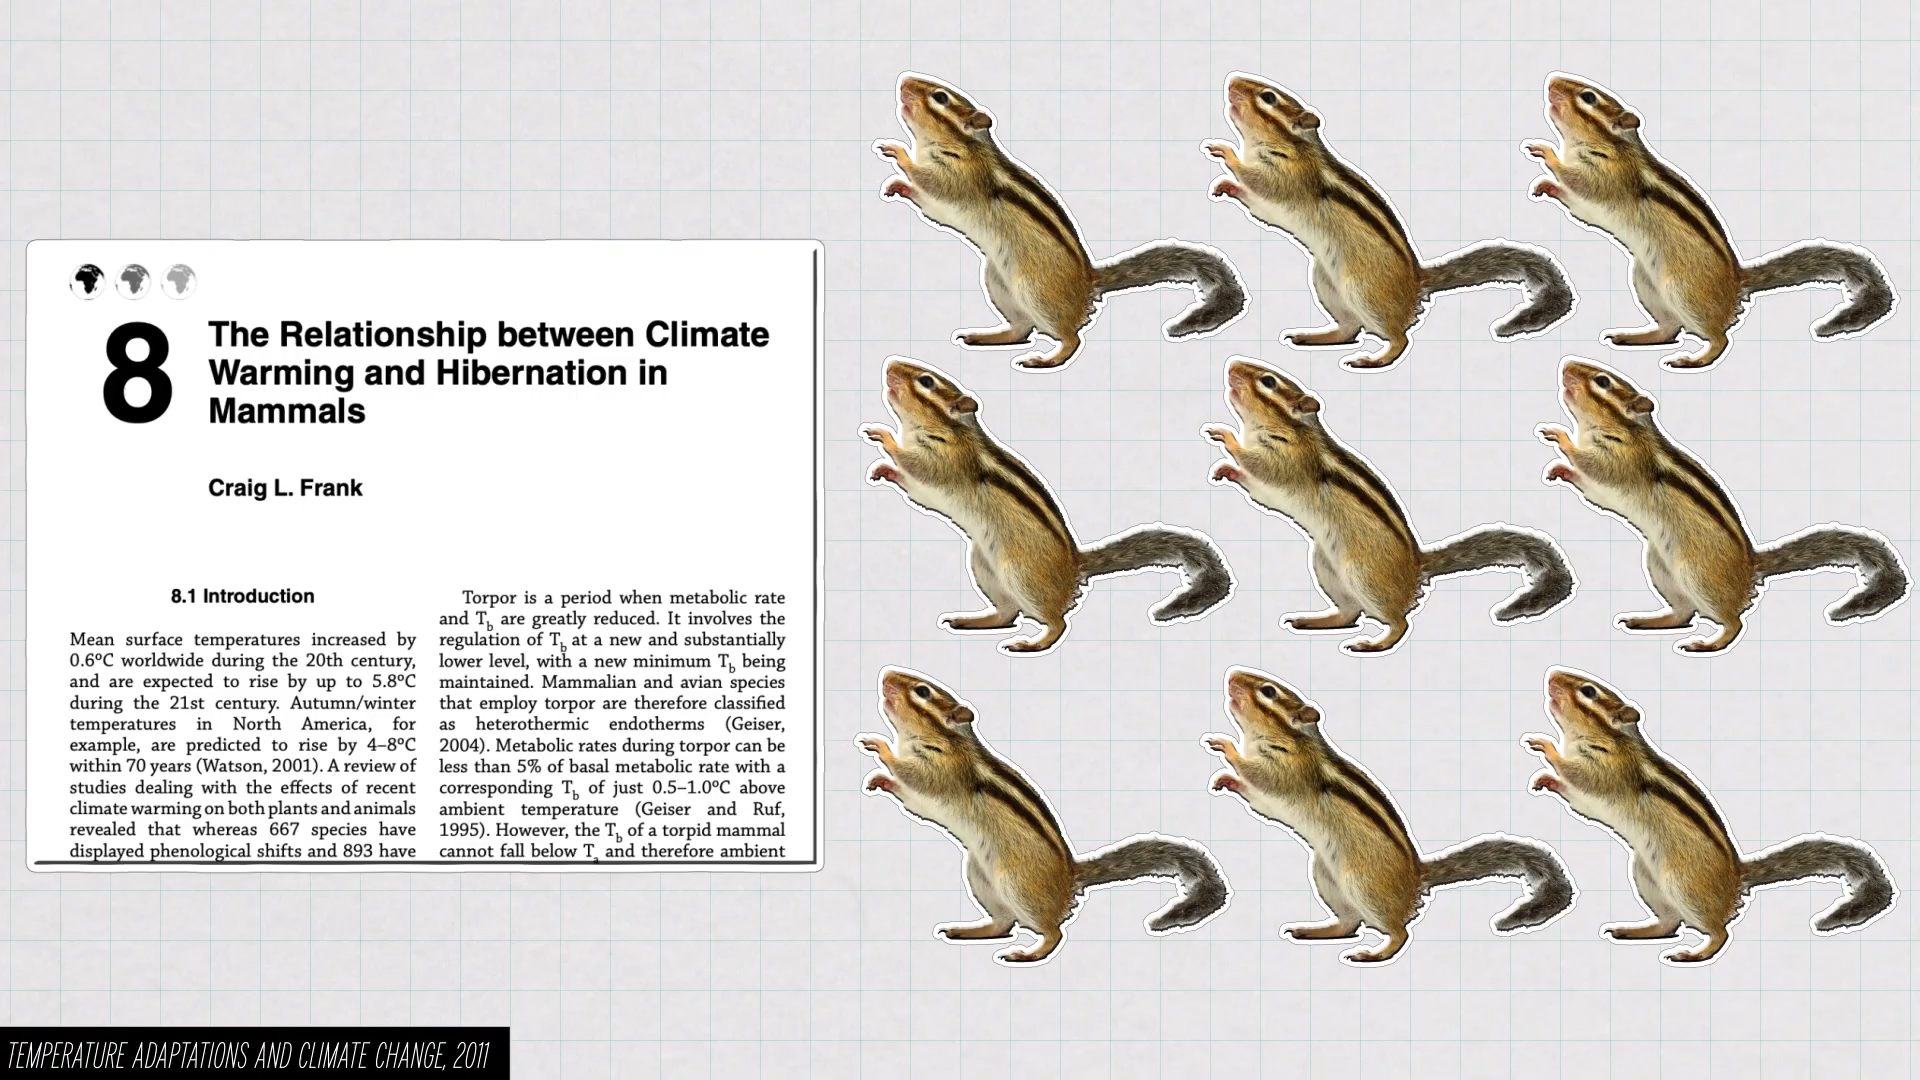 8
The Relationship between Climate
Warming and Hibernation in
Mammals
Craig L. Frank
8.1 Introduction
Mean surface temperatures increased by
0.6ºC worldwide during the 20th century,
and are expected to rise by up to 5.8ºC
during the 21st century. Autumn/winter
temperatures in North America, for
example, are predicted to rise by 4–8ºC
within 70 years (Watson, 2001). A review of
studies dealing with the effects of recent
climate warming on both plants and animals
revealed that whereas 667 species have
displayed phenological shifts and 893 have
Torpor is a period when metabolic rate
and Tb are greatly reduced. It involves the
regulation of Tb at a new and substantially
lower level, with a new minimum Tb being
maintained. Mammalian and avian species
that employ torpor are therefore classified
as heterothermic endotherms (Geiser,
2004). Metabolic rates during torpor can be
less than 5% of basal metabolic rate with a
corresponding Tb of just 0.5–1.0ºC above
ambient temperature (Geiser and Ruf,
1995). However, the Tb of a torpid mammal
cannot fall below Ta and therefore ambient
TEMPERATURE ADAPTATIONS AND CLIMATE CHANGE, 2011